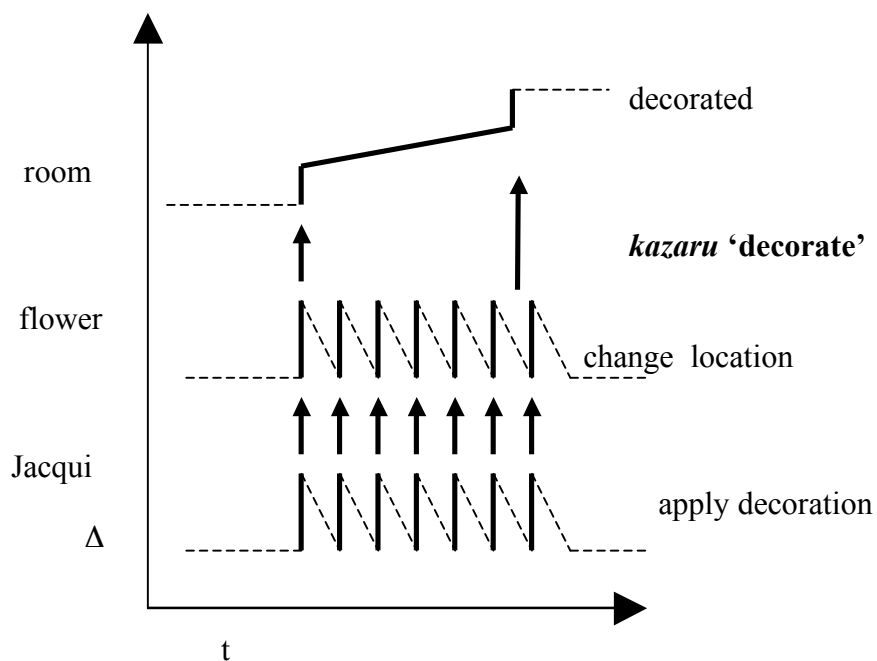 decorated
room
kazaru ‘decorate’
flower
change location
Jacqui
apply decoration
Δ
t